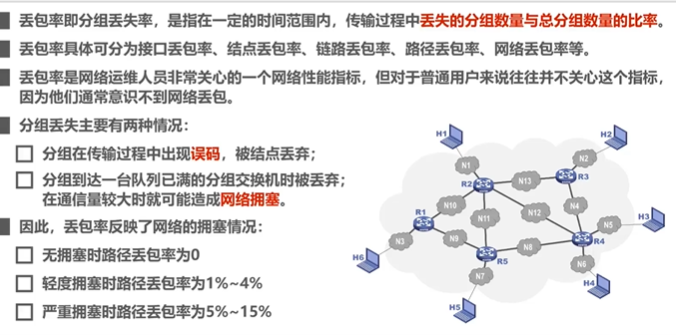 丢包率即分组丢失率，是指在一定的时间范围内，传输过程中丢失的分组数量与总分组数量的比率。
丢包率具体可分为接口丢包率、结点丢包率、链路丢包率、路径丢包率、网络丢包率等。
丢包率是网络运维人员非常关心的一个网络性能指标，但对于普通用户来说往往并不关心这个指标，
因为他们通常意识不到网络丢包。
分组丢失主要有两种情况：
分组在传输过程中出现误码，被结点丢弃；
分组到达一台队列已满的分组交换机时被丢弃；
在通信量较大时就可能造成网络拥塞。
因此，丢包率反映了网络的拥塞情况：
无拥塞时路径丢包率为0
轻度拥塞时路径丢包率为1%~4%
严重拥塞时路径丢包率为5%~15%
H1
H2
N1
N2
R2
N13
R3
N10
N4
R1
N11
N12
H3
N5
N3
N9
N8
R4
H6
R5
N7
N6
H4
H5